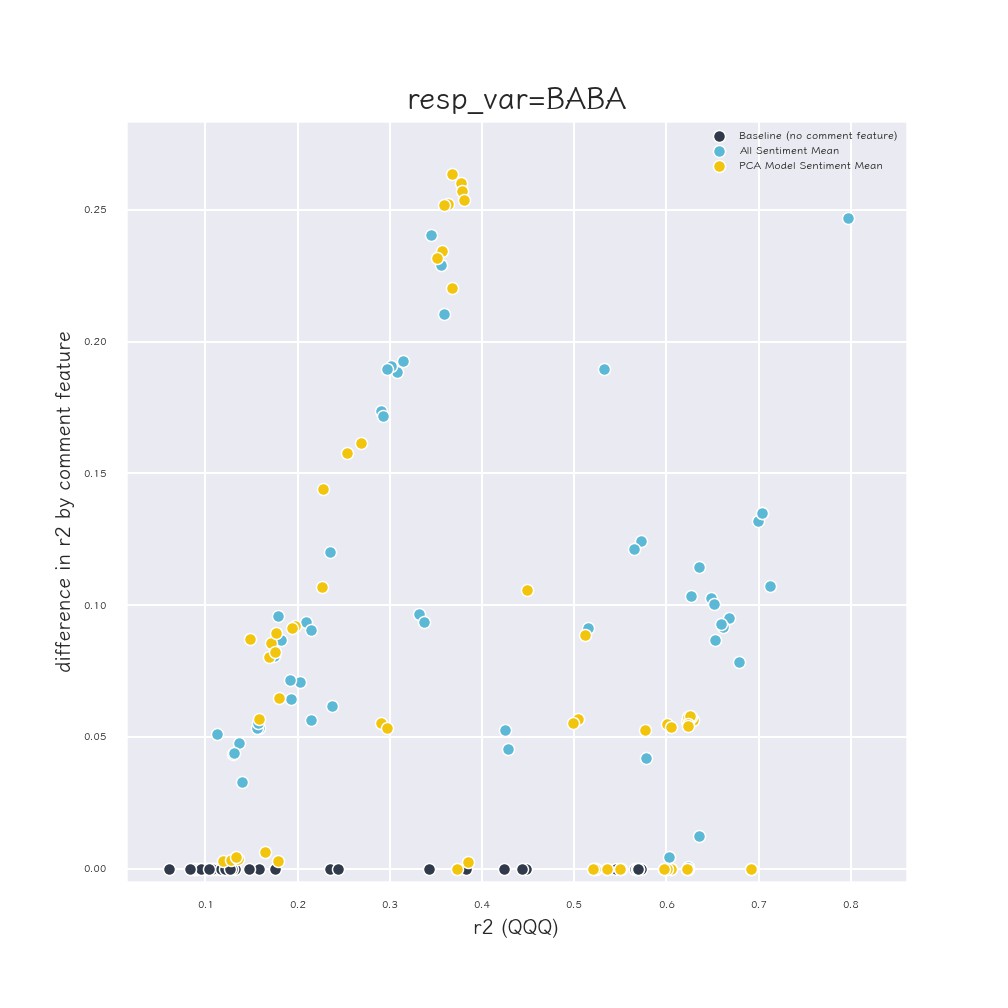 resp_var=BABA
Baseline (no comment feature)
All Sentiment Mean
PCA Model Sentiment Mean
difference in r2 by comment feature
0.25
0.20
0.15
0.10
0.05
0.00
0.1 0.2 0.3 0.4 0.5 0.6 0.7 0.8
r2 (QQQ)